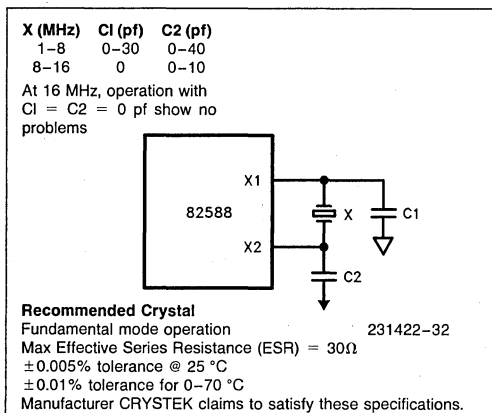 X (MHz) Cl (pf) C2 (pf)
1–8 0–30 0–40
8–16 0 0–10
At 16 MHz, operation with
Cl = C2 = 0 pf show no
problems
X1
82588
X
C1
X2
C2
Recommended Crystal
Fundamental mode operation 231422–32
Max Effective Series Resistance (ESR) = 30Ω
±0.005% tolerance @ 25 °C
±0.01% tolerance for 0–70 °C
Manufacturer CRYSTEK claims to satisfy these specifications.